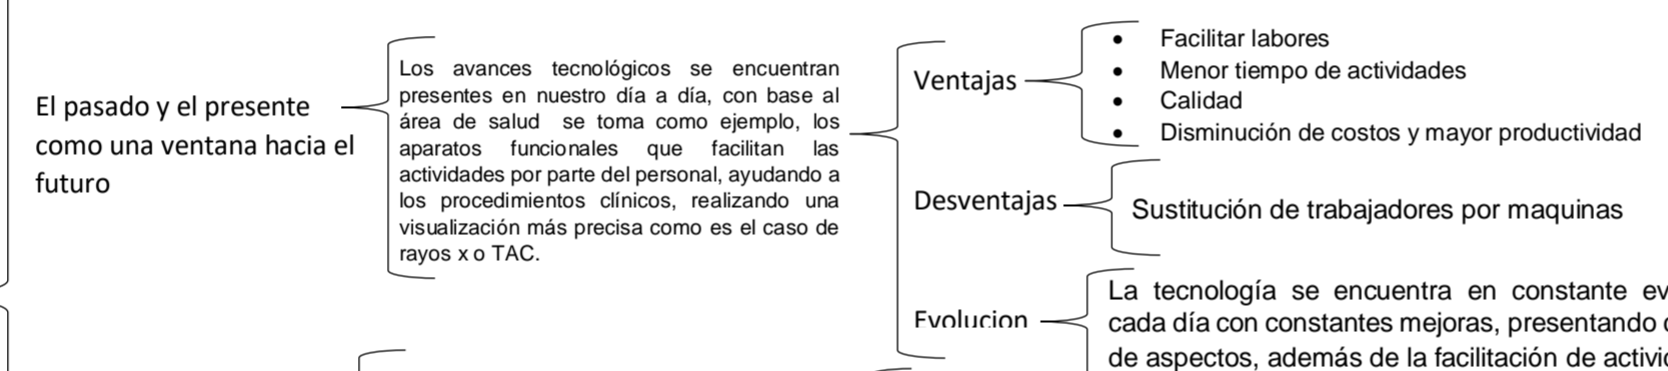 El pasado y el presente
como una ventana hacia el
futuro
Los avances tecnológicos se encuentran
presentes en nuestro día a día, con base al
área de salud se toma como ejemplo, los
aparatos funcionales que facilitan las
actividades por parte del personal, ayudando a
los procedimientos clínicos, realizando una
visualización más precisa como es el caso de
rayos x o TAC.
Ventajas
• Facilitar labores
• Menor tiempo de actividades
• Calidad
• Disminución de costos y mayor productividad
Desventajas
Sustitución de trabajadores por maquinas
Evolucion
La tecnología se encuentra en constante
cada día con constantes mejoras, presentando
de aspectos, además de la facilitación de